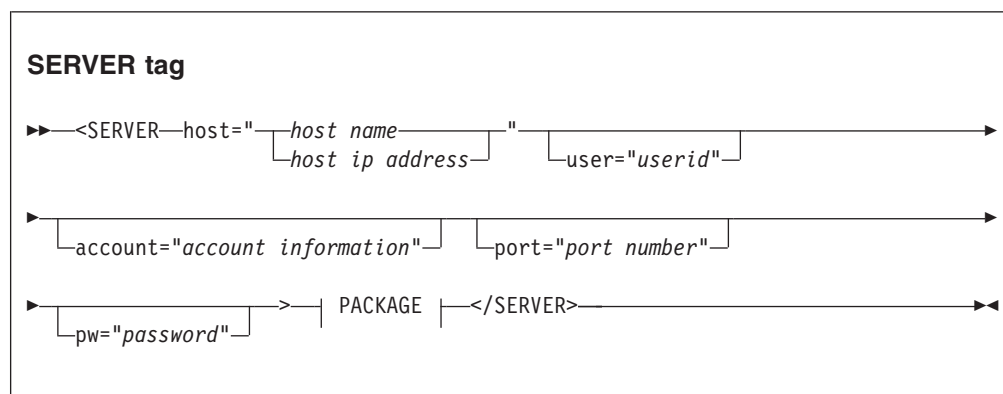 SERVER tag
<SERVER host=" host name "
host ip address
user="userid"
account="account information"
port="port number"
> PACKAGE </SERVER>
pw="password"